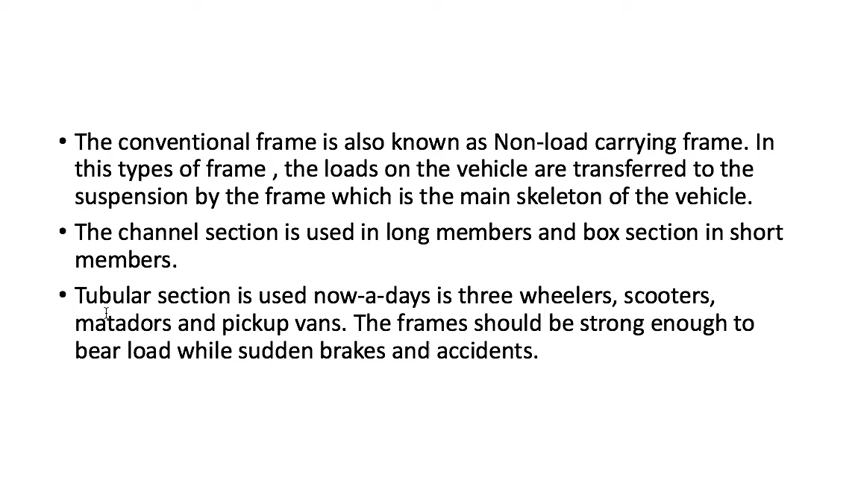 • The conventional frame is also known as Non-load carrying frame. In
this types of frame , the loads on the vehicle are transferred to the
suspension by the frame which is the main skeleton of the vehicle.
• The channel section is used in long members and box section in short
members.
• Tubular section is used now-a-days is three wheelers, scooters,
matadors and pickup vans. The frames should be strong enough to
bear load while sudden brakes and accidents.